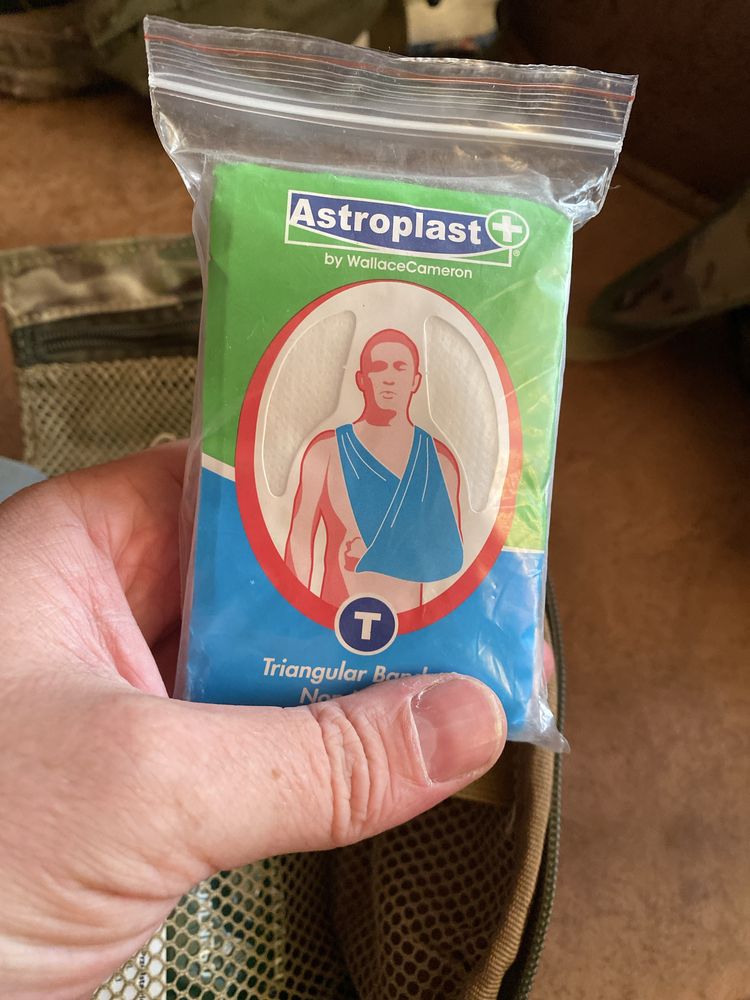 Astroplast
by WallaceCameron
T
Triangular